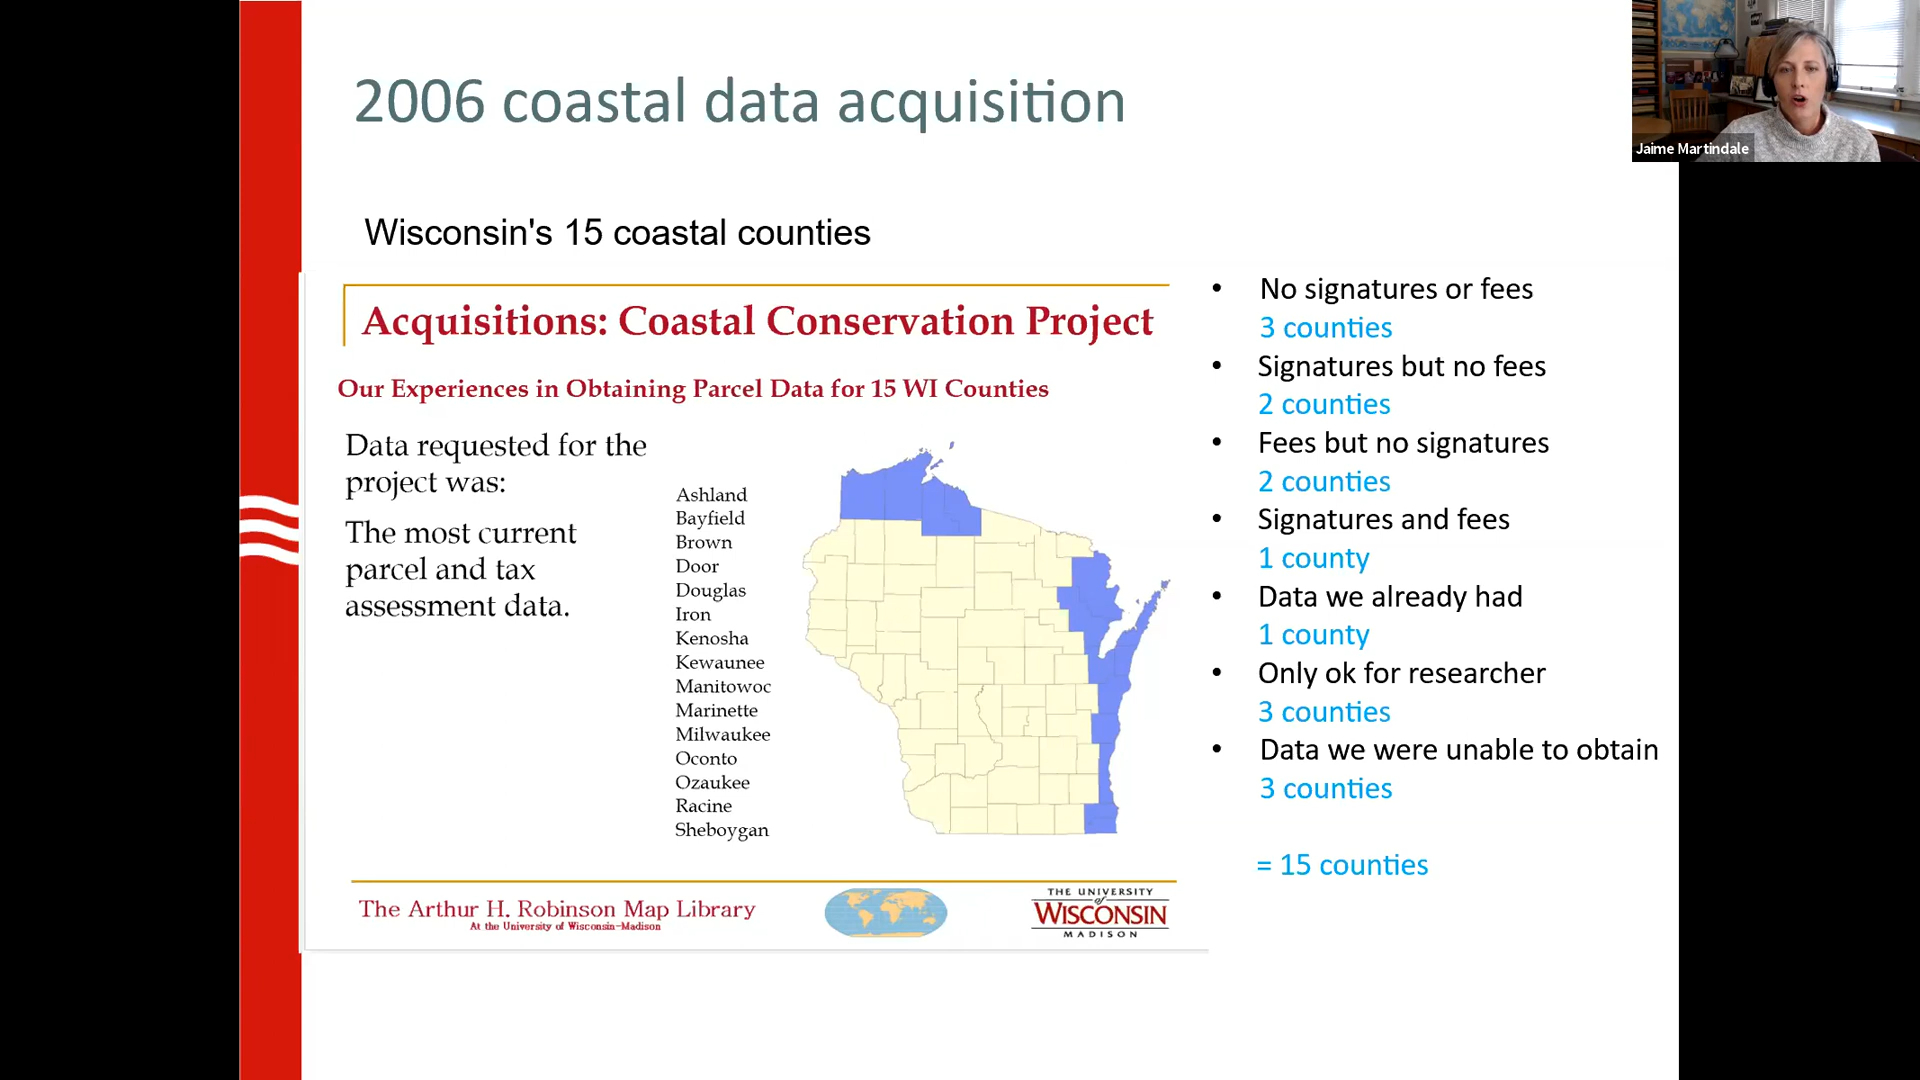 2006 coastal data acquisition
Jaime Martindale
Wisconsin's 15 coastal counties
Acquisitions: Coastal Conservation Project
Our Experiences in Obtaining Parcel Data for 15 WI Counties
Data requested for the
project was:
The most current
parcel and tax
assessment data.
Ashland
Bayfield
Brown
Door
Douglas
Iron
Kenosha
Kewaunee
Manitowoc
Marinette
Milwaukee
Oconto
Ozaukee
Racine
Sheboygan
The Arthur H. Robinson Map Library
At the University of Wisconsin-Madison
THE UNIVERSITY
of
WISCONSIN
MADISON
• No signatures or fees
3 counties
• Signatures but no fees
2 counties
• Fees but no signatures
2 counties
• Signatures and fees
1 county
• Data we already had
1 county
• Only ok for researcher
3 counties
• Data we were unable to obtain
3 counties
= 15 counties